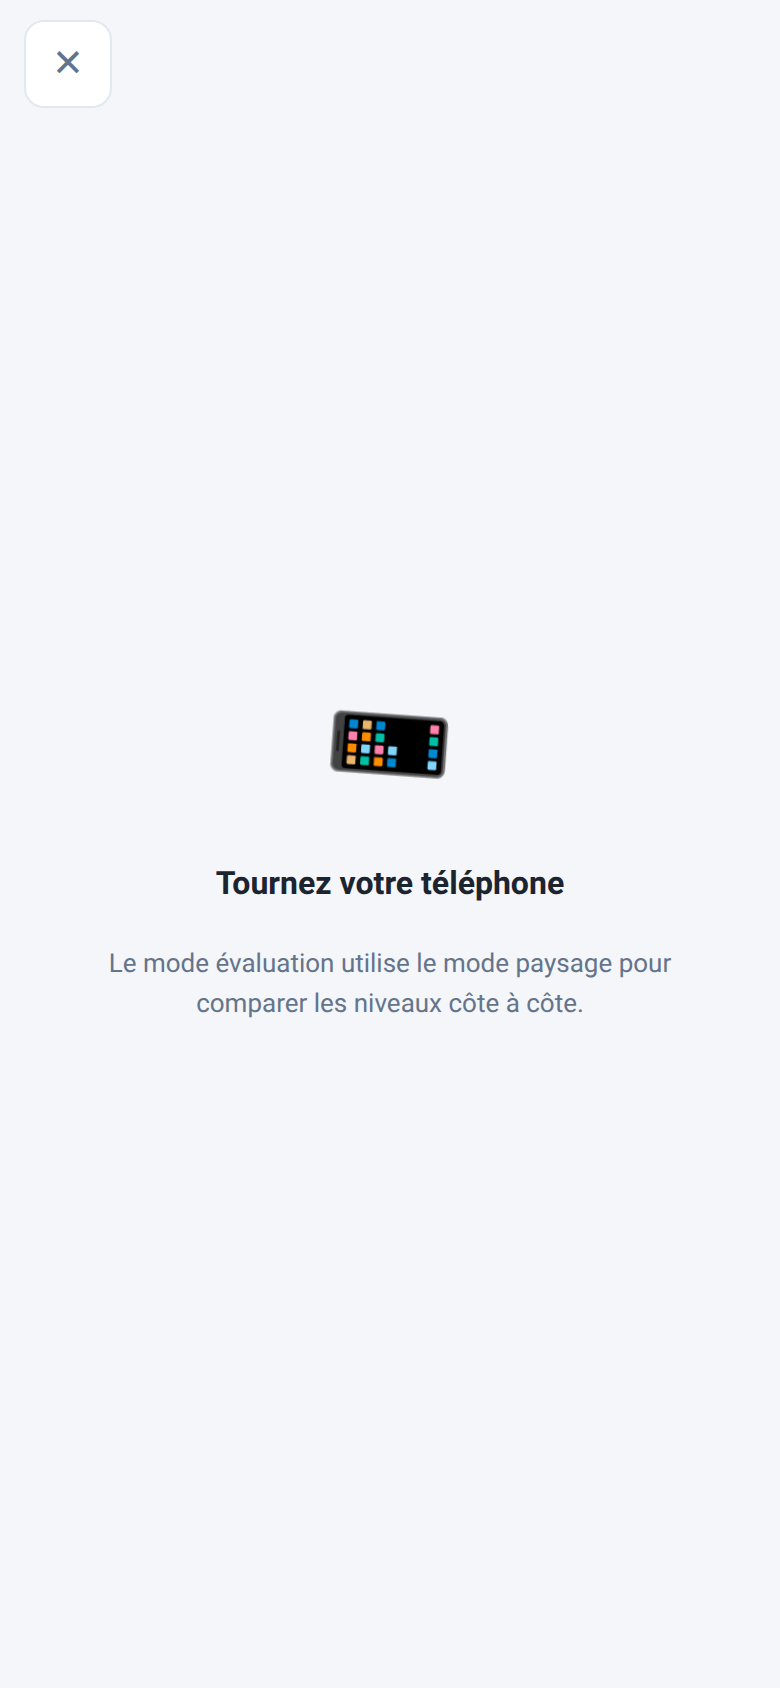 Tournez votre téléphone
Le mode évaluation utilise le mode paysage pour
comparer les niveaux côte à côte.